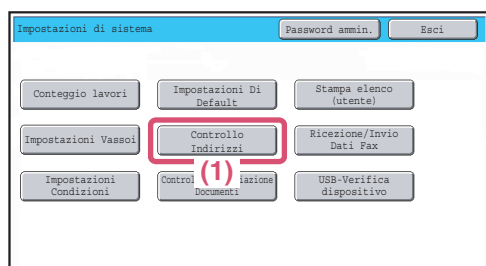 Impostazioni di sistema
Password ammin.
Esci
Conteggio lavori
Impostazioni Di
Default
Stampa elenco
(utente)
Impostazioni Vassoi
Controllo
Indirizzi
Ricezione/Invio
Dati Fax
Impostazioni
Condizioni
(1)
Documenti
USB-Verifica
dispositivo